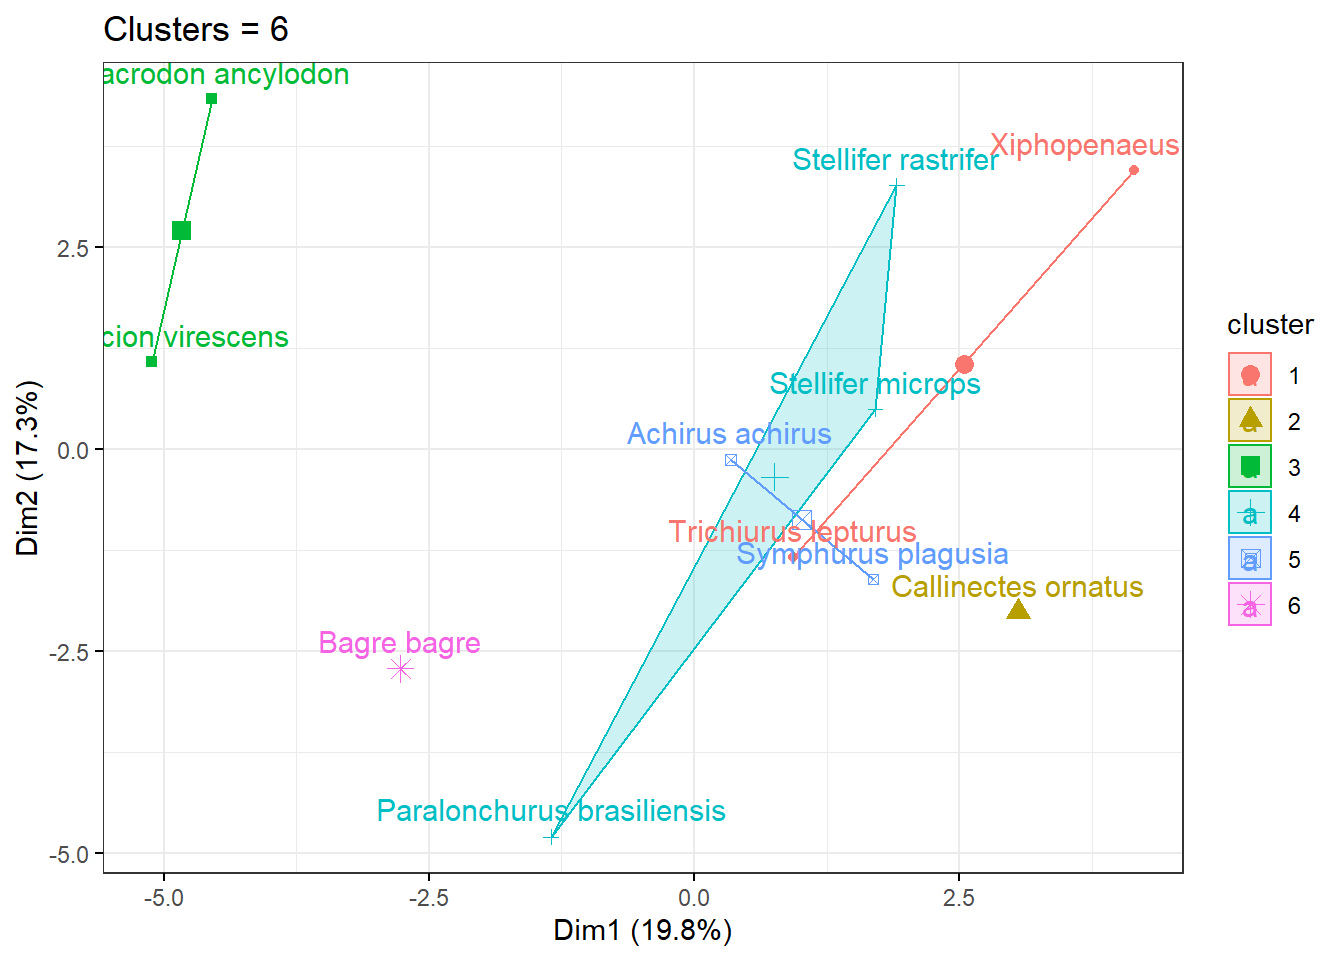 Clusters = 6
acrodon ancylodon
Xiphopenaeus
Stellifer rastrifer
cion virescens
Stellifer microps
Achirus achirus
Trichiurus lepturus
Symphurus plagusia
Callinectes ornatus
Bagre bagre
Paralonchurus brasiliensis
2.5
0.0
-2.5
-5.0
Dim2 (17.3%)
-5.0
-2.5
0.0
2.5
Dim1 (19.8%)
cluster
a 1
a 2
a 3
a 4
a 5
a 6